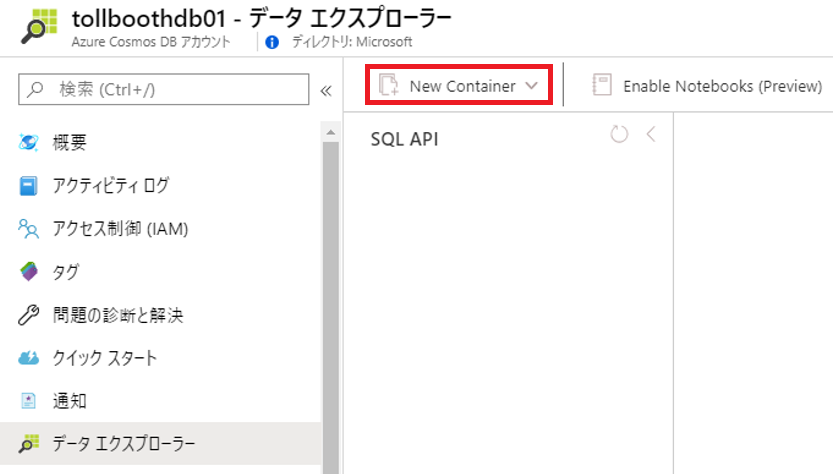 tollboothdb01 - データ エクスプローラー
Azure Cosmos DB アカウント
ディレクトリ: Microsoft
検索 (Ctrl+/)
«
New Container
Enable Notebooks (Preview)
SQL API
概要
アクティビティ ログ
アクセス制御 (IAM)
タグ
問題の診断と解決
クイック スタート
通知
データ エクスプローラー